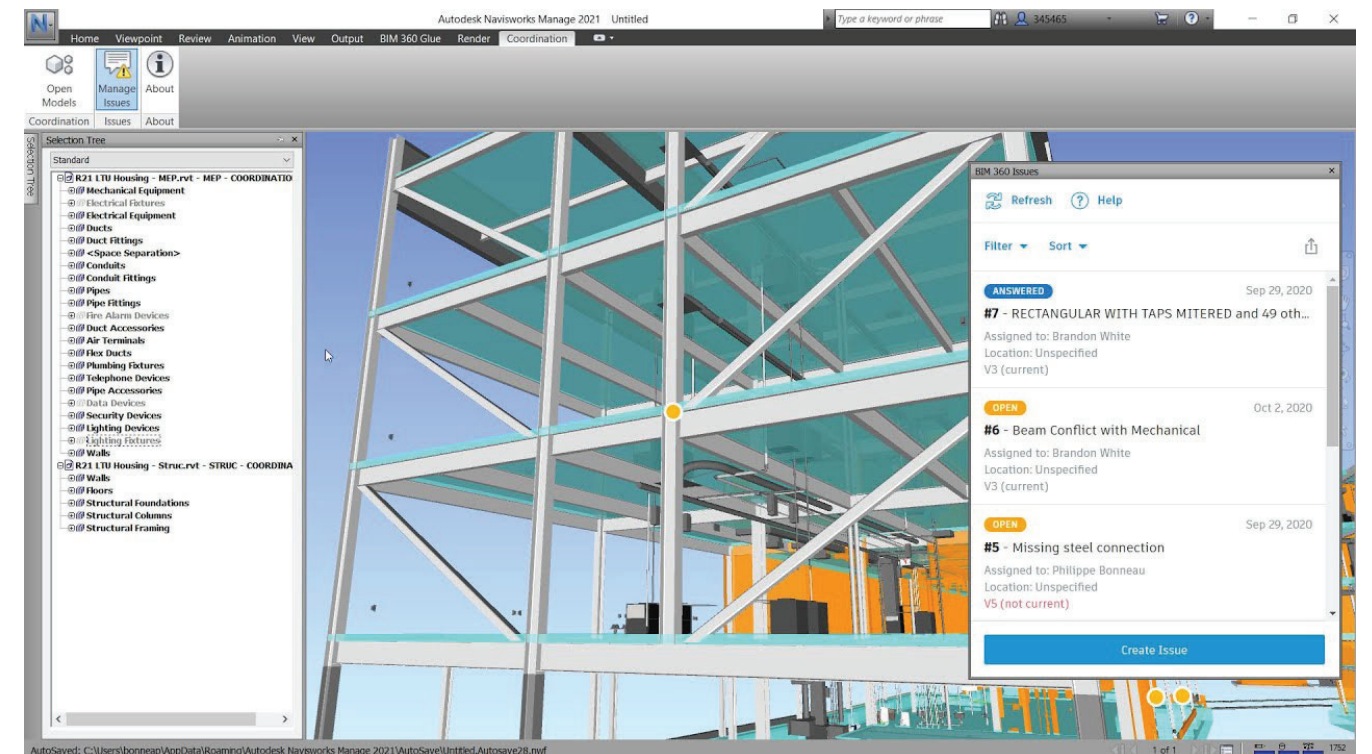 Autodesk Navisworks Manage 2021 Untitled
Type a keyword or phrase
345465
N
Home Viewpoint Review Animation View Output BIM 360 Glue Render Coordination
Open Models
Manage Issues
About
Coordination Issues About
Selection Tree
Selection Tree
Standard
R21 LTU Housing - MEP.rvt - MEP - COORDINATIO
Mechanical Equipment
Electrical Fixtures
Electrical Equipment
Ducts
Duct Fittings
<Space Separation>
Conduits
Conduit Fittings
Pipes
Pipe Fittings
Fire Alarm Devices
Duct Accessories
Air Terminals
Flex Ducts
Plumbing Fixtures
Telephone Devices
Pipe Accessories
Data Devices
Security Devices
Lighting Devices
Lighting Fixtures
Walls
R21 LTU Housing - Struc.rvt - STRUC - COORDINA
Walls
Floors
Structural Foundations
Structural Columns
Structural Framing
BIM 360 Issues
Refresh ? Help
Filter Sort
ANSWERED Sep 29, 2020
#7 - RECTANGULAR WITH TAPS MITERED and 49 oth...
Assigned to: Brandon White
Location: Unspecified
V3 (current)
OPEN Oct 2, 2020
#6 - Beam Conflict with Mechanical
Assigned to: Brandon White
Location: Unspecified
V3 (current)
OPEN Sep 29, 2020
#5 - Missing steel connection
Assigned to: Philippe Bonneau
Location: Unspecified
V5 (not current)
Create Issue
AutoSaved: C:\Users\bonneap\AppData\Roaming\Autodesk Navisworks Manage 2021\AutoSave\Untitled.Autosave28.nwf
1 of 1
1752